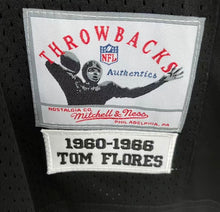 THROWBACKS
NFL
Authentics
NOSTALGIA CO.
Mitchell & Ness
PHILADELPHIA, PA
1960-1966
TOM FLORES